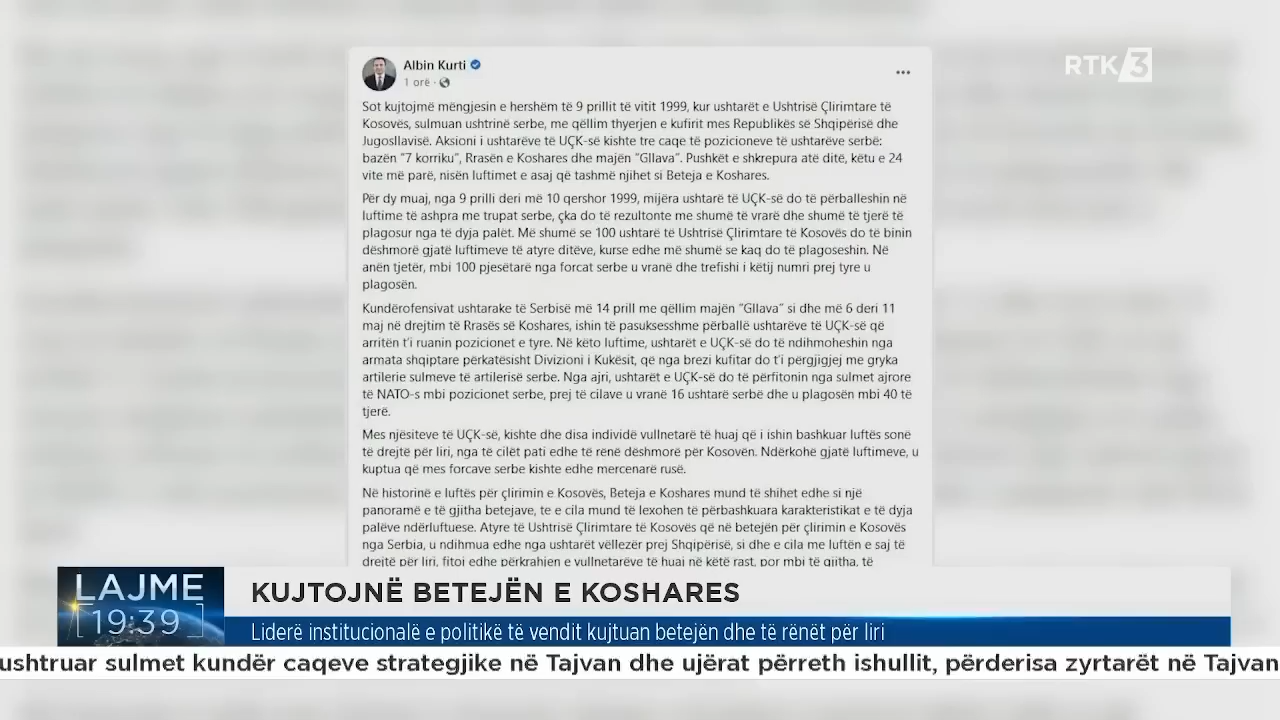 RTK 3
Albin Kurti
1 orë
Sot kujtojmë mëngjesin e hershëm të 9 prillit të vitit 1999, kur ushtarët e Ushtrisë Çlirimtare të
Kosovës, sulmuan ushtrinë serbe, me qëllim thyerjen e kufirit mes Republikës së Shqipërisë dhe
Jugosllavisë. Aksioni i ushtarëve të UÇK-së kishte tre caqe të pozicioneve të ushtarëve serbë:
bazën "7 korriku", Rrasën e Koshares dhe majën "Gllava". Pushkët e shkrepura atë ditë, këtu e 24
vite më parë, nisën luftimet e asaj që tashmë njihet si Beteja e Koshares.
Për dy muaj, nga 9 prilli deri më 10 qershor 1999, mijëra ushtarë të UÇK-së do të përballeshin në
luftime të ashpra me trupat serbe, çka do të rezultonte me shumë të vrarë dhe shumë të tjerë të
plagosur nga të dyja palët. Më shumë se 100 ushtarë të Ushtrisë Çlirimtare të Kosovës do të binin
dëshmorë gjatë luftimeve të atyre ditëve, kurse edhe më shumë se kaq do të plagoseshin. Në
anën tjetër, mbi 100 pjesëtarë nga forcat serbe u vranë dhe trefishi i këtij numri prej tyre u
plagosën.
Kundërofensivat ushtarake të Serbisë më 14 prill me qëllim majën "Gllava" si dhe më 6 deri 11
maj në drejtim të Rrasës së Koshares, ishin të pasuksesshme përballë ushtarëve të UÇK-së që
arritën t'i ruanin pozicionet e tyre. Në këto luftime, ushtarët e UÇK-së do të ndihmoheshin nga
armata shqiptare përkatësisht Divizioni i Kukësit, që nga brezi kufitar do t'i përgjigjej me gryka
artilerie sulmeve të artilerisë serbe. Nga ajri, ushtarët e UÇK-së do të përfitonin nga sulmet ajrore
të NATO-s mbi pozicionet serbe, prej të cilave u vranë 16 ushtarë serbë dhe u plagosën mbi 40 të
tjerë.
Mes njësiteve të UÇK-së, kishte dhe disa individë vullnetarë të huaj që i ishin bashkuar luftës sonë
të drejtë për liri, nga të cilët pati edhe të rënë dëshmorë për Kosovën. Ndërkohe gjatë luftimeve, u
kuptua që mes forcave serbe kishte edhe mercenarë rusë.
Në historinë e luftës për çlirimin e Kosovës, Beteja e Koshares mund të shihet edhe si një
panoramë e të gjitha betejave, te e cila mund të lexohen të përbashkuara karakteristikat e të dyja
palëve ndërluftuese. Atyre të Ushtrisë Çlirimtare të Kosovës që në betejën për çlirimin e Kosovës
nga Serbia, u ndihmua edhe nga ushtarët vëllezër prej Shqipërisë, si dhe e cila me luftën e saj të
drejtë për liri, fitoi edhe përkrahjen e vullnetarëve të huaj në këtë rast, por mbi të gjitha, të
LAJME
19:39
KUJTOJNË BETEJËN E KOSHARES
Liderë institucionalë e politikë të vendit kujtuan betejën dhe të rënët për liri
ushtruar sulmet kundër caqeve strategjike në Tajvan dhe ujërat përreth ishullit, përderisa zyrtarët në Tajvan